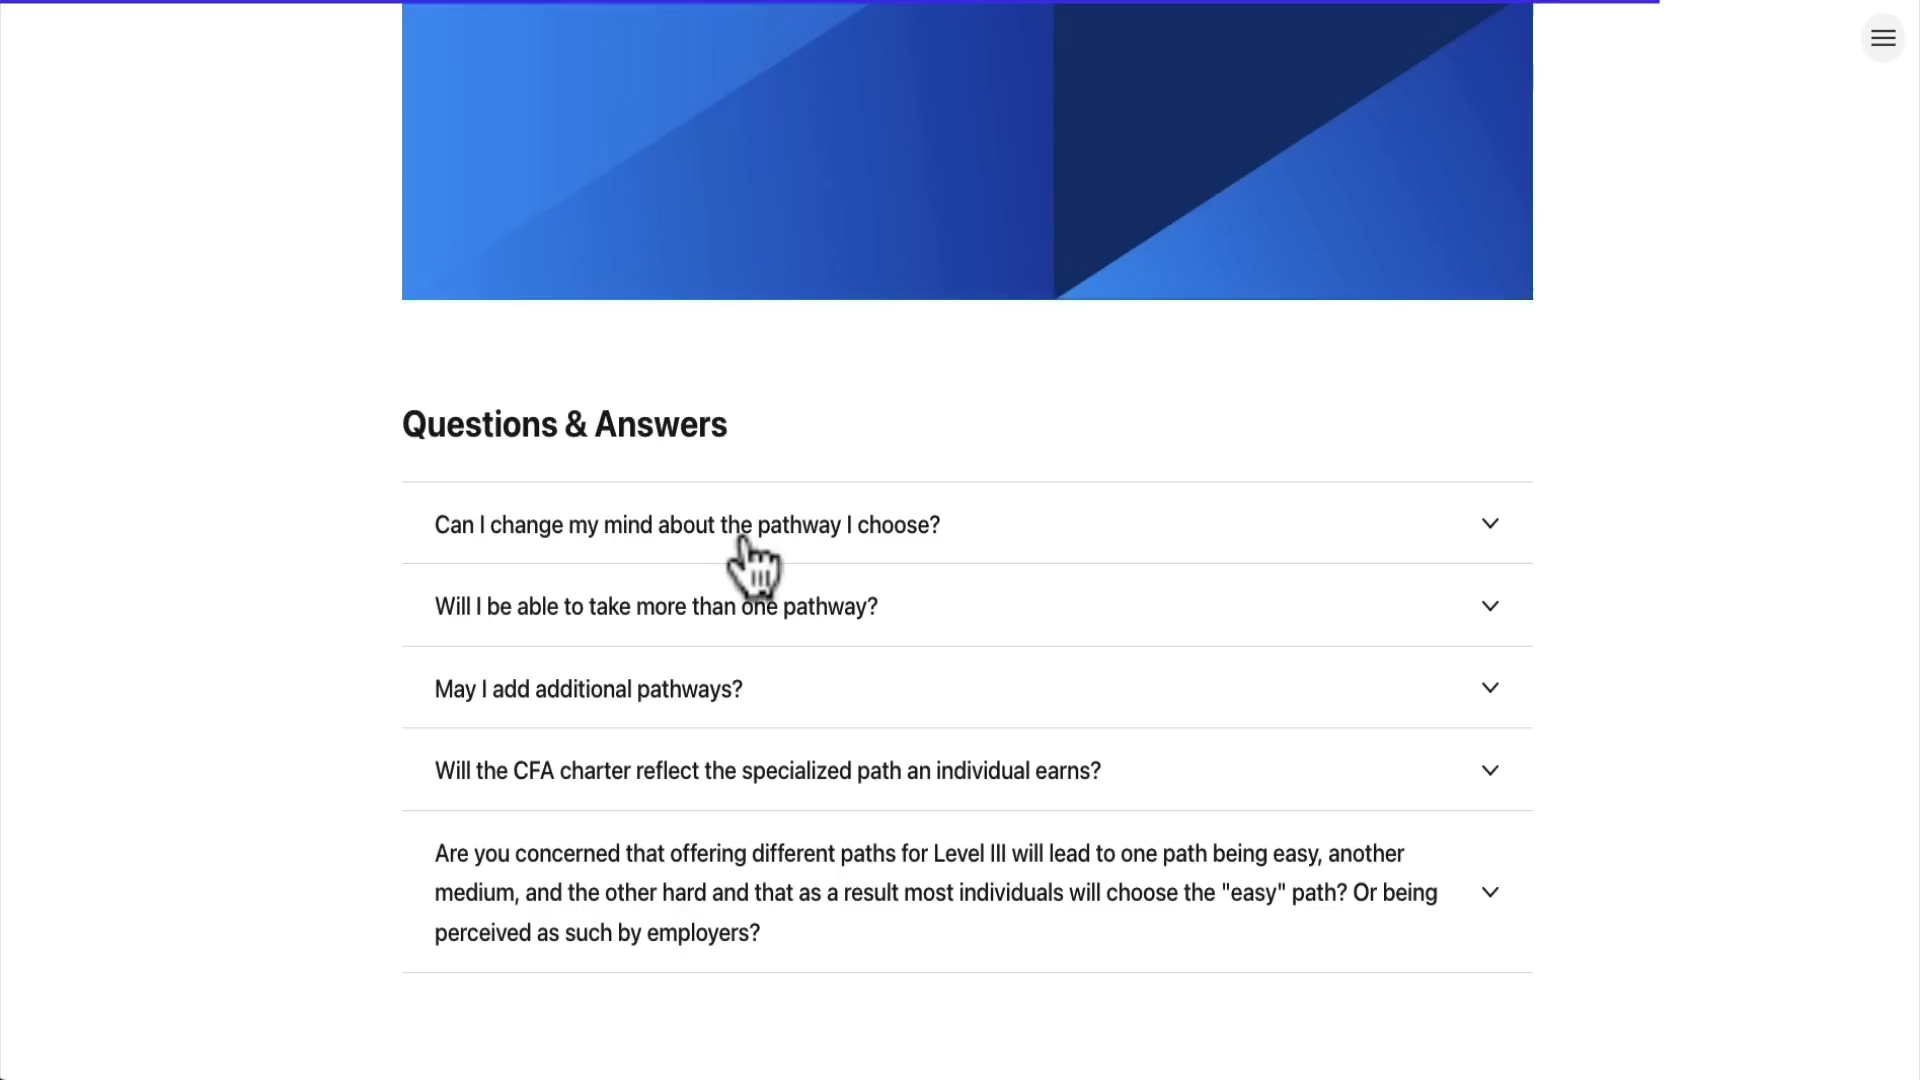 Questions & Answers
Can I change my mind about the pathway I choose?
Will I be able to take more than one pathway?
May I add additional pathways?
Will the CFA charter reflect the specialized path an individual earns?
Are you concerned that offering different paths for Level III will lead to one path being easy, another
medium, and the other hard and that as a result most individuals will choose the "easy" path? Or being
perceived as such by employers?